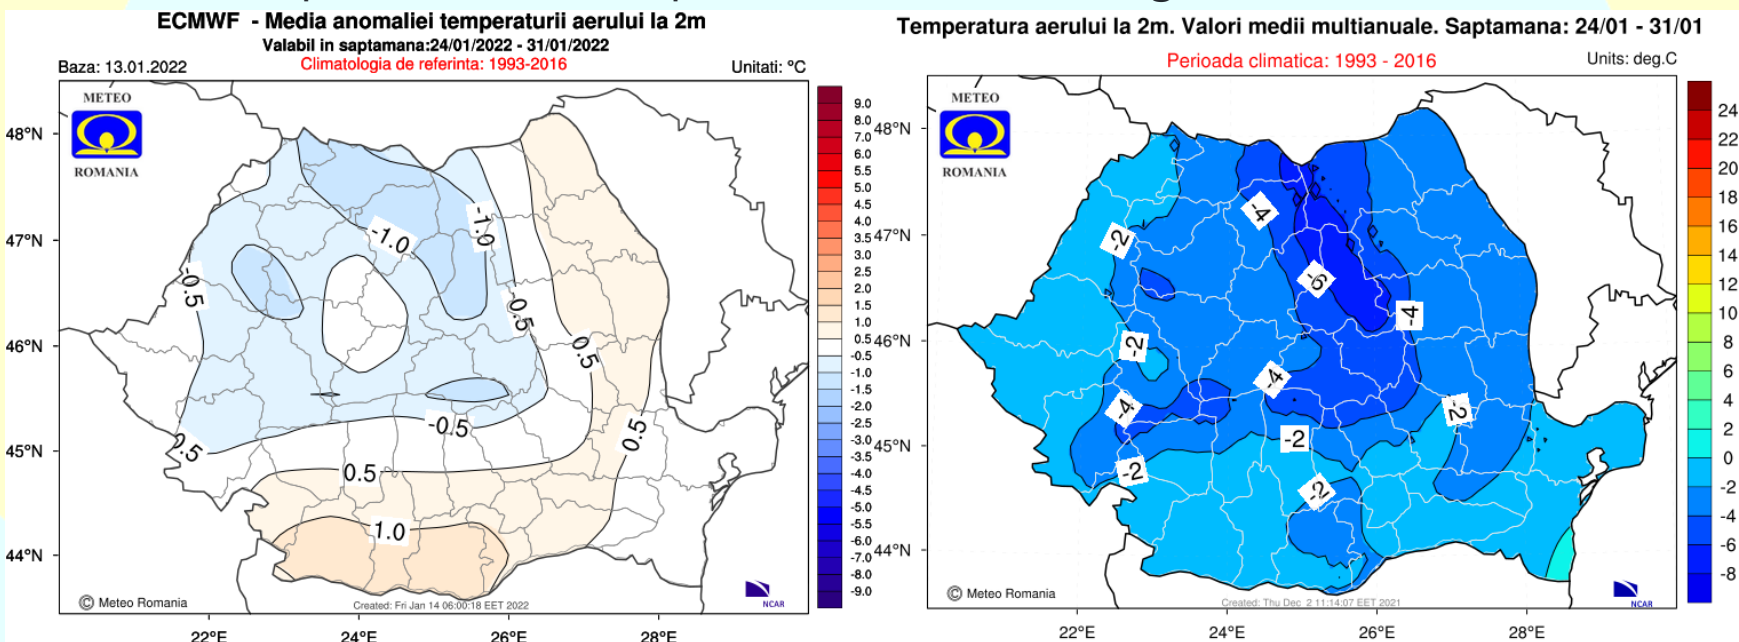 ECMWF - Media anomaliei temperaturii aerului la 2m
Valabil in saptamana:24/01/2022 - 31/01/2022
Baza: 13.01.2022
Climatologia de referinta: 1993-2016
Unitati: °C
METEO
ROMANIA
48°N
47°N
46°N
45°N
44°N
22°E
24°E
26°E
28°E
-1.0
-1.0
-0.5
-0.5
0.5
-0.5
0.5
0.5
0.5
1.0
© Meteo Romania
Created: Fri Jan 14 06:00:18 EET 2022
NCAR
9.0
8.0
7.0
6.0
5.5
5.0
4.5
4.0
3.5
3.0
2.5
2.0
1.5
1.0
0.5
-0.5
-1.0
-1.5
-2.0
-2.5
-3.0
-3.5
-4.0
-4.5
-5.0
-5.5
-6.0
-7.0
-8.0
-9.0
Temperatura aerului la 2m. Valori medii multianuale. Saptamana: 24/01 - 31/01
Perioada climatica: 1993 - 2016
Units: deg.C
METEO
ROMANIA
48°N
47°N
46°N
45°N
44°N
22°E
24°E
26°E
28°E
-4
-2
-6
-4
-2
-4
-4
-2
-2
-2
-2
© Meteo Romania
Created: Thu Dec 2 11:14:07 EET 2021
NCAR
24
22
20
18
16
14
12
10
8
6
4
2
0
-2
-4
-6
-8